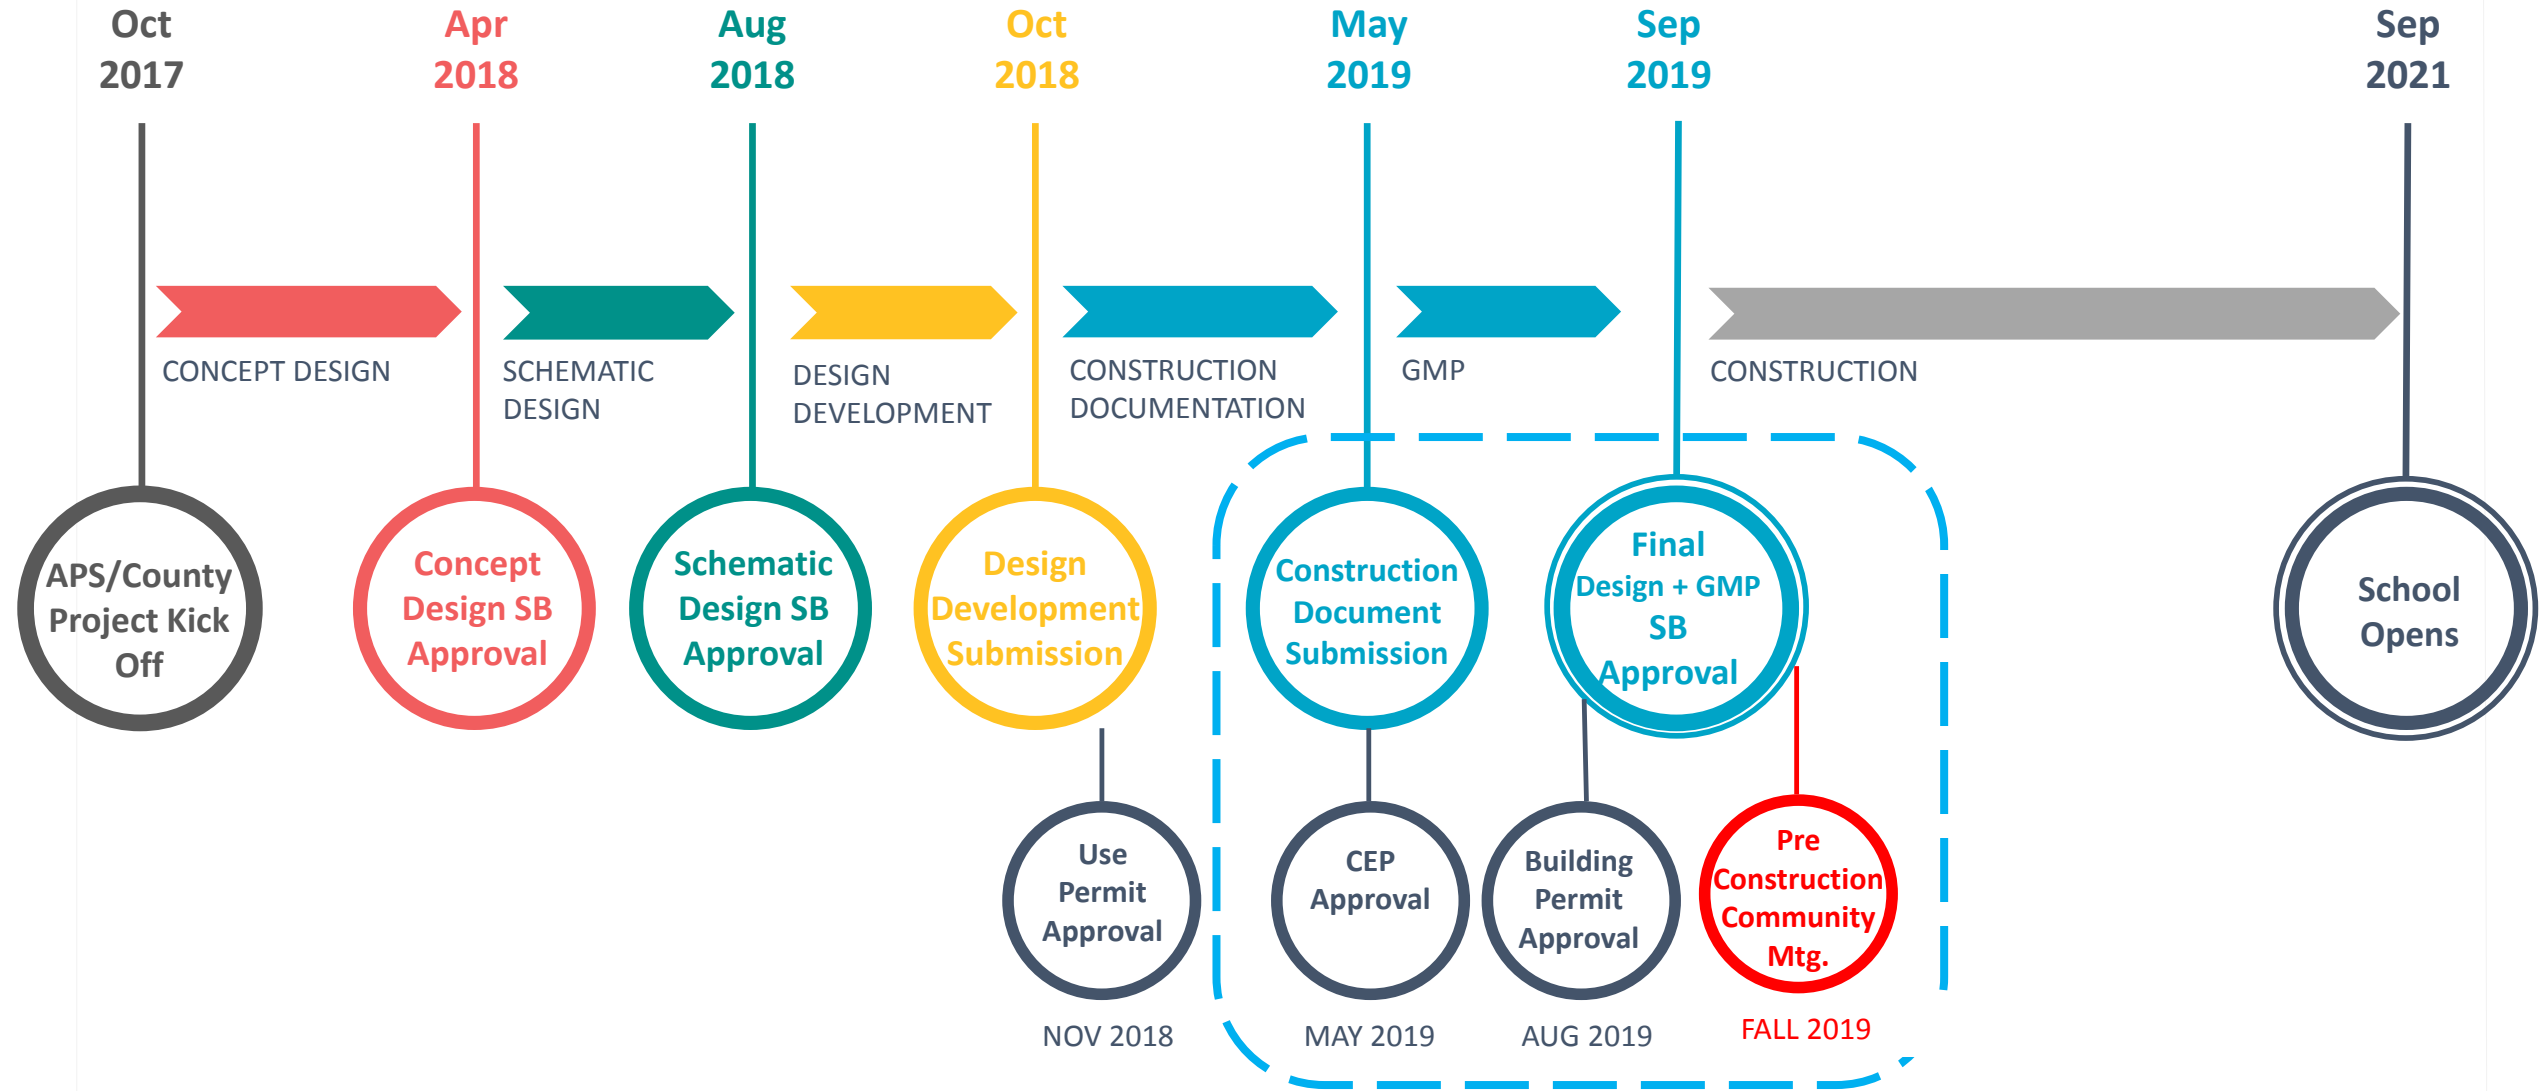 Oct
2017
Apr
2018
Aug
2018
Oct
2018
May
2019
Sep
2019
Sep
2021
CONCEPT DESIGN
SCHEMATIC
DESIGN
DESIGN
DEVELOPMENT
CONSTRUCTION
DOCUMENTATION
GMP
CONSTRUCTION
APS/County
Project Kick
Off
Concept
Design SB
Approval
Schematic
Design SB
Approval
Design
Development
Submission
Construction
Document
Submission
Final
Design + GMP
SB
Approval
School
Opens
Use
Permit
Approval
CEP
Approval
Building
Permit
Approval
Pre
Construction
Community
Mtg.
NOV 2018
MAY 2019
AUG 2019
FALL 2019